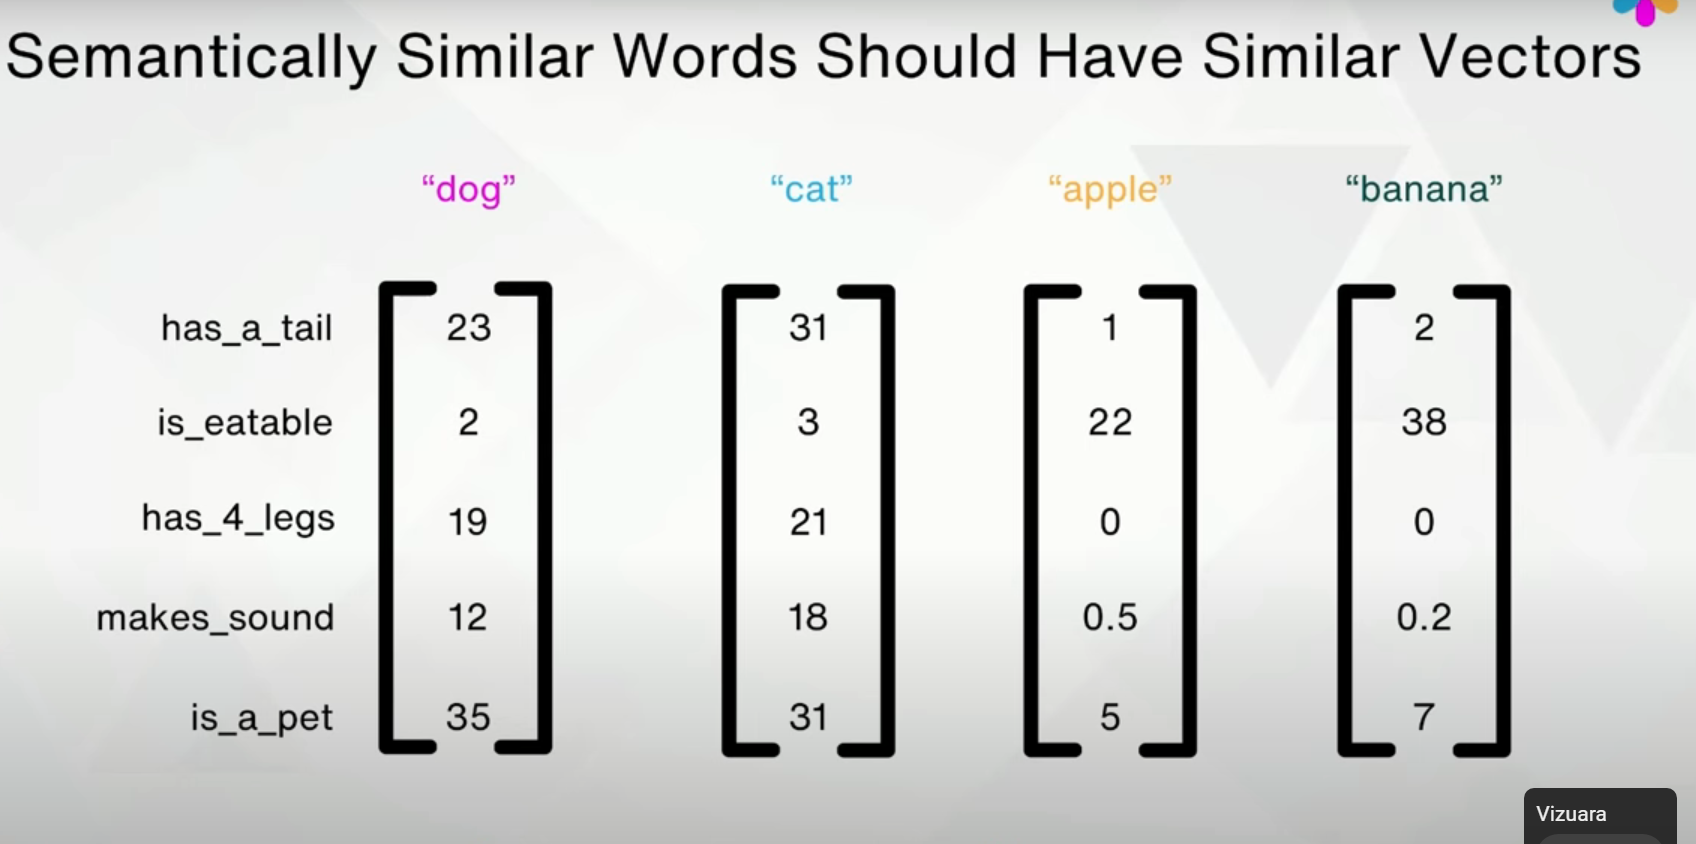 Semantically Similar Words Should Have Similar Vectors
“dog” “cat” “apple” “banana”
has_a_tail 23 31 1 2
is_eatable 2 3 22 38
has_4_legs 19 21 0 0
makes_sound 12 18 0.5 0.2
is_a_pet 35 31 5 7
Vizuara